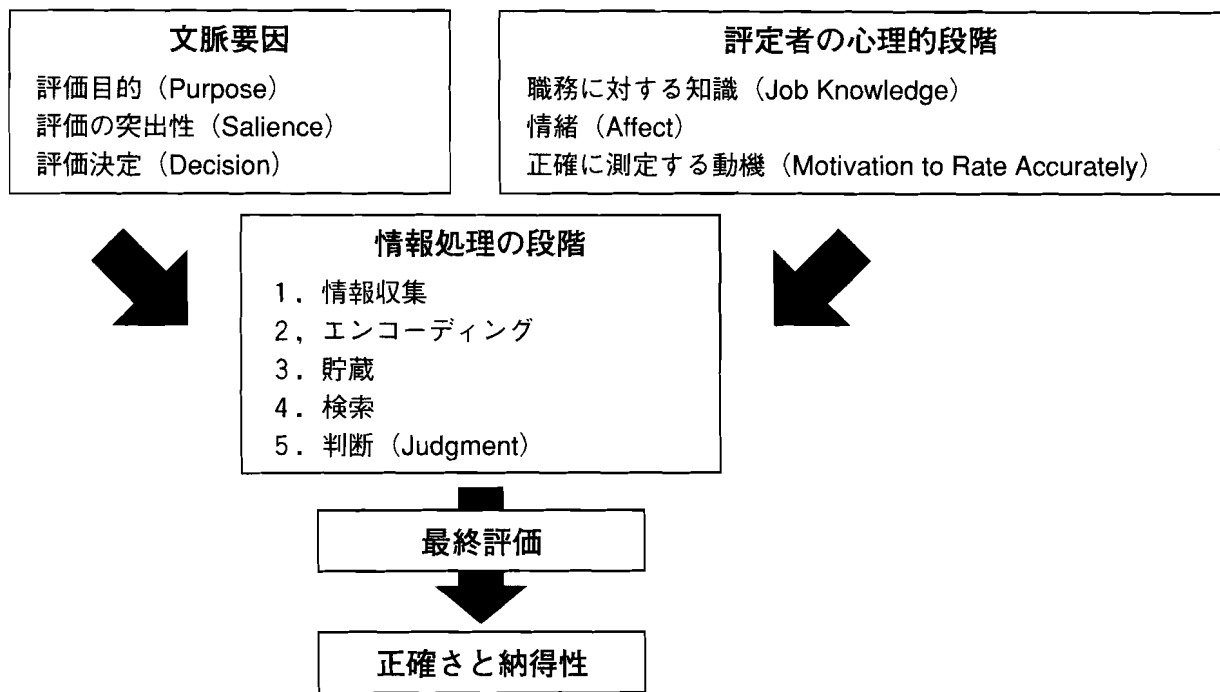 文脈要因
評価目的（Purpose）
評価の突出性（Salience）
評価決定（Decision）
評定者の心理的段階
職務に対する知識（Job Knowledge）
情緒（Affect）
正確に測定する動機（Motivation to Rate Accurately）
情報処理の段階
1．情報収集
2，エンコーディング
3．貯蔵
4．検索
5．判断（Judgment）
最終評価
正確さと納得性